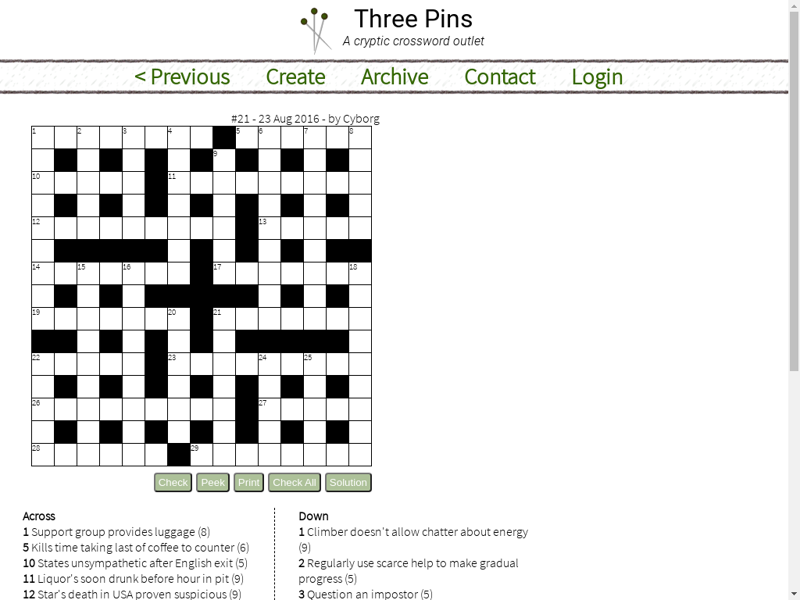 Three Pins
A cryptic crossword outlet
< Previous
Create
Archive
Contact
Login
#21 - 23 Aug 2016 - by Cyborg
1 2 3 4 5 6 7 8
9
10 11
12 13
14 15 16 17 18
19 20 21
22 23 24 25
26 27
28 29
Check
Peek
Print
Check All
Solution
Across
1 Support group provides luggage (8)
5 Kills time taking last of coffee to counter (6)
10 States unsympathetic after English exit (5)
11 Liquor's soon drunk before hour in pit (9)
12 Star's death in USA proven suspicious (9)
Down
1 Climber doesn't allow chatter about energy
(9)
2 Regularly use scarce help to make gradual
progress (5)
3 Question an impostor (5)